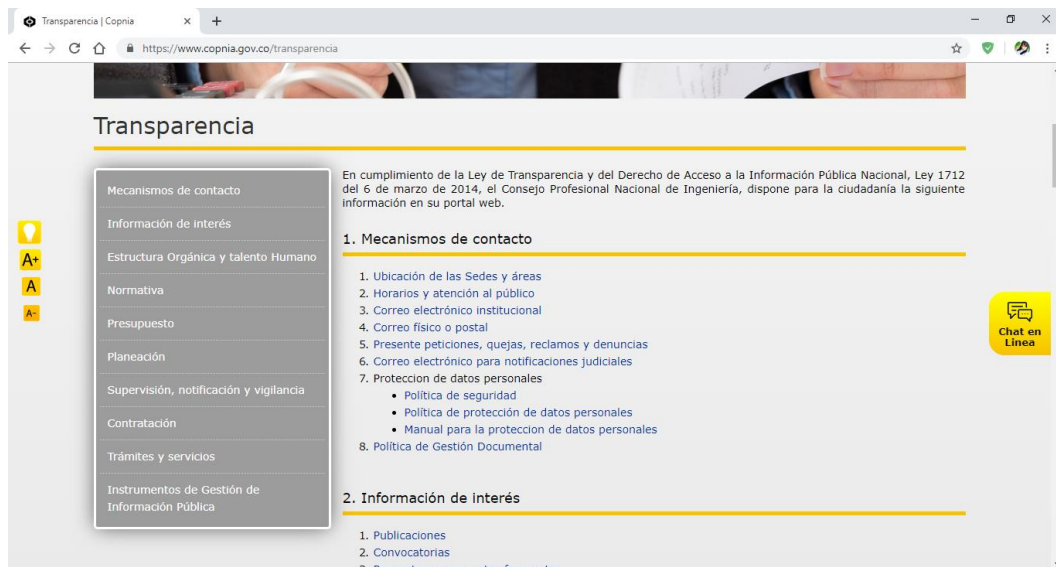 Transparencia | Copnia
https://www.copnia.gov.co/transparencia
Transparencia
Mecanismos de contacto
Información de interés
Estructura Orgánica y talento Humano
Normativa
Presupuesto
Planeación
Supervisión, notificación y vigilancia
Contratación
Trámites y servicios
Instrumentos de Gestión de
Información Pública
En cumplimiento de la Ley de Transparencia y del Derecho de Acceso a la Información Pública Nacional, Ley 1712
del 6 de marzo de 2014, el Consejo Profesional Nacional de Ingeniería, dispone para la ciudadanía la siguiente
información en su portal web.
1. Mecanismos de contacto
1. Ubicación de las Sedes y áreas
2. Horarios y atención al público
3. Correo electrónico institucional
4. Correo físico o postal
5. Presente peticiones, quejas, reclamos y denuncias
6. Correo electrónico para notificaciones judiciales
7. Proteccion de datos personales
• Política de seguridad
• Política de protección de datos personales
• Manual para la proteccion de datos personales
8. Política de Gestión Documental
2. Información de interés
1. Publicaciones
2. Convocatorias
A+
A
A-
Chat en
Línea